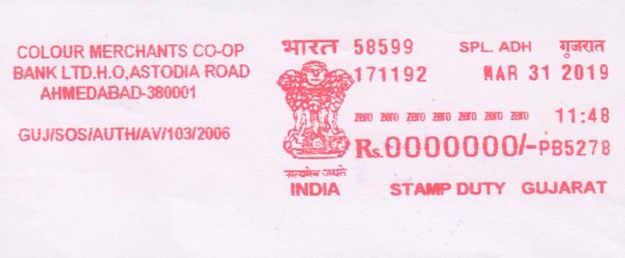 COLOUR MERCHANTS CO-OP
BANK LTD.H.O,ASTODIA ROAD
AHMEDABAD-380001
GUJ/SOS/AUTH/AV/103/2006
भारत 58599 SPL. ADH गुजरात
171192 MAR 31 2019
zero zero zero zero zero zero zero 11:48
Rs.0000000/-PB5278
सत्यमेव जयते
INDIA STAMP DUTY GUJARAT